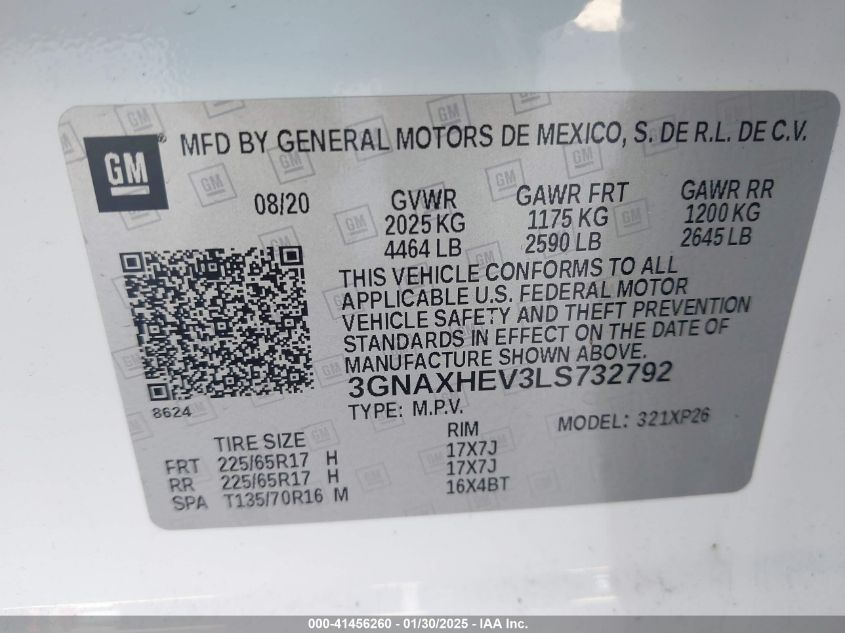 GM
MFD BY GENERAL MOTORS DE MEXICO, S. DE R.L. DE C.V.
08/20
GVWR
2025 KG
4464 LB
GAWR FRT
1175 KG
2590 LB
GAWR RR
1200 KG
2645 LB
THIS VEHICLE CONFORMS TO ALL
APPLICABLE U.S. FEDERAL MOTOR
VEHICLE SAFETY AND THEFT PREVENTION
STANDARDS IN EFFECT ON THE DATE OF
MANUFACTURE SHOWN ABOVE.
3GNAXHEV3LS732792
8624
TYPE: M.P.V.
MODEL: 321XP26
TIRE SIZE RIM
FRT 225/65R17 H 17X7J
RR 225/65R17 H 17X7J
SPA T135/70R16 M 16X4BT
000-41456260 - 01/30/2025 - IAA Inc.